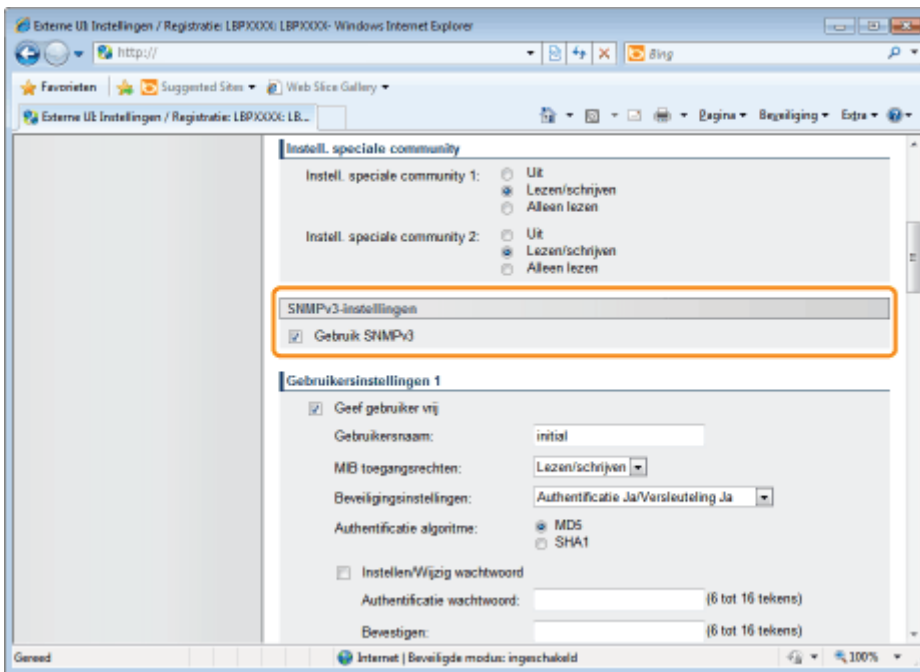 Externe UI: Instellingen / Registratie: LBPXXXX: LBPXXXX- Windows Internet Explorer
http://
Bing
Favorieten Suggested Sites Web Slice Gallery
Externe UI: Instellingen / Registratie: LBPXXXX: LB...
Pagina Beveiliging Extra
Instell. speciale community
Instell. speciale community 1: Uit
Lezen/schrijven
Alleen lezen
Instell. speciale community 2: Uit
Lezen/schrijven
Alleen lezen
SNMPv3-instellingen
Gebruik SNMPv3
Gebruikersinstellingen 1
Geef gebruiker vrij
Gebruikersnaam: initial
MIB toegangsrechten: Lezen/schrijven
Beveiligingsinstellingen: Authentificatie Ja/Versleuteling Ja
Authentificatie algoritme: MD5
SHA1
Instellen/Wijzig wachtwoord
Authentificatie wachtwoord: (6 tot 16 tekens)
Bevestigen: (6 tot 16 tekens)
Gereed Internet | Beveiligde modus: ingeschakeld 100%